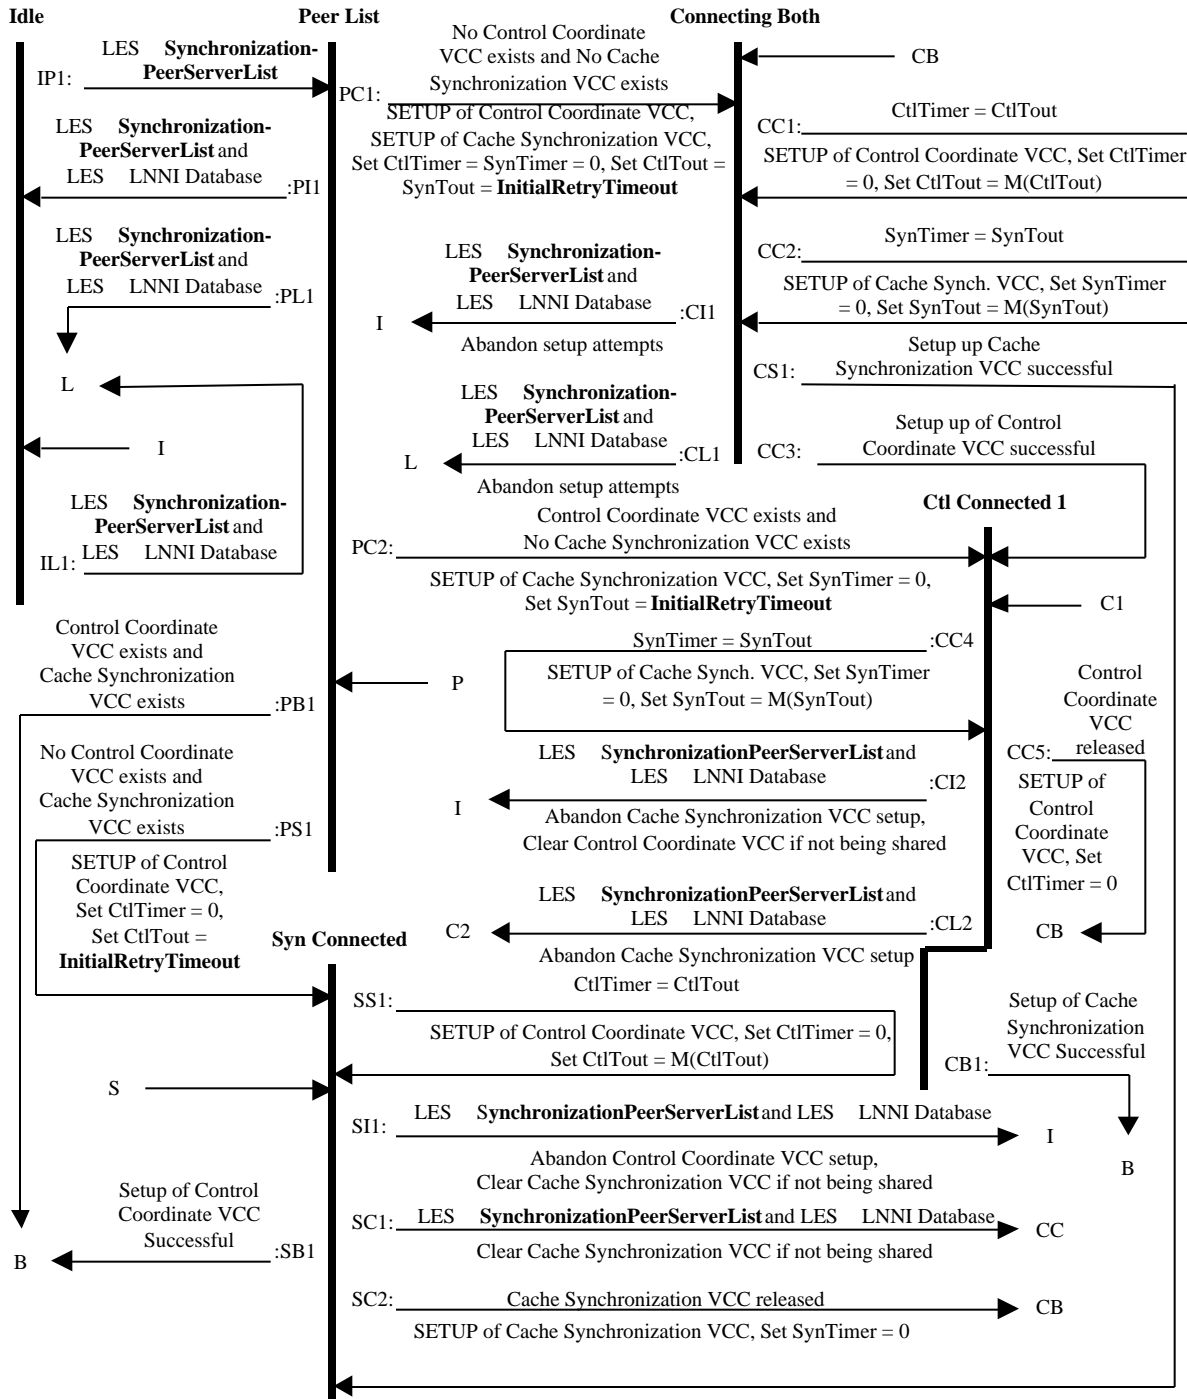 Idle
Peer List
Connecting Both
LES Synchronization-
PeerServerList
IP1:
LES Synchronization-
PeerServerList and
LES LNNI Database
:PI1
LES Synchronization-
PeerServerList and
LES LNNI Database
:PL1
L
I
LES Synchronization-
PeerServerList and
LES LNNI Database
IL1:
No Control Coordinate
VCC exists and No Cache
Synchronization VCC exists
PC1:
SETUP of Control Coordinate VCC,
SETUP of Cache Synchronization VCC,
Set CtlTimer = SynTimer = 0, Set CtlTout =
SynTout = InitialRetryTimeout
CB
CtlTimer = CtlTout
CC1:
SETUP of Control Coordinate VCC, Set CtlTimer
= 0, Set CtlTout = M(CtlTout)
SynTimer = SynTout
CC2:
SETUP of Cache Synch. VCC, Set SynTimer
= 0, Set SynTout = M(SynTout)
LES Synchronization-
PeerServerList and
LES LNNI Database
:CI1
I
Abandon setup attempts
Setup up Cache
Synchronization VCC successful
CS1:
LES Synchronization-
PeerServerList and
LES LNNI Database
:CL1
L
Abandon setup attempts
Setup up of Control
Coordinate VCC successful
CC3:
Ctl Connected 1
Control Coordinate VCC exists and
No Cache Synchronization VCC exists
PC2:
SETUP of Cache Synchronization VCC, Set SynTimer = 0,
Set SynTout = InitialRetryTimeout
C1
Control Coordinate
VCC exists and
Cache Synchronization
VCC exists
:PB1
P
SynTimer = SynTout
:CC4
SETUP of Cache Synch. VCC, Set SynTimer
= 0, Set SynTout = M(SynTout)
Control
Coordinate
VCC
released
CC5:
SETUP of
Control
Coordinate
VCC, Set
CtlTimer = 0
CB
No Control Coordinate
VCC exists and
Cache Synchronization
VCC exists
:PS1
SETUP of Control
Coordinate VCC,
Set CtlTimer = 0,
Set CtlTout =
InitialRetryTimeout
LES SynchronizationPeerServerList and
LES LNNI Database
:CI2
I
Abandon Cache Synchronization VCC setup,
Clear Control Coordinate VCC if not being shared
LES SynchronizationPeerServerList and
LES LNNI Database
:CL2
C2
Abandon Cache Synchronization VCC setup
Syn Connected
CtlTimer = CtlTout
SS1:
SETUP of Control Coordinate VCC, Set CtlTimer = 0,
Set CtlTout = M(CtlTout)
Setup of Cache
Synchronization
VCC Successful
CB1:
B
S
SI1:
LES SynchronizationPeerServerList and LES LNNI Database
I
Abandon Control Coordinate VCC setup,
Clear Cache Synchronization VCC if not being shared
Setup of Control
Coordinate VCC
Successful
:SB1
B
SC1:
LES SynchronizationPeerServerList and LES LNNI Database
CC
Clear Cache Synchronization VCC if not being shared
SC2:
Cache Synchronization VCC released
CB
SETUP of Cache Synchronization VCC, Set SynTimer = 0